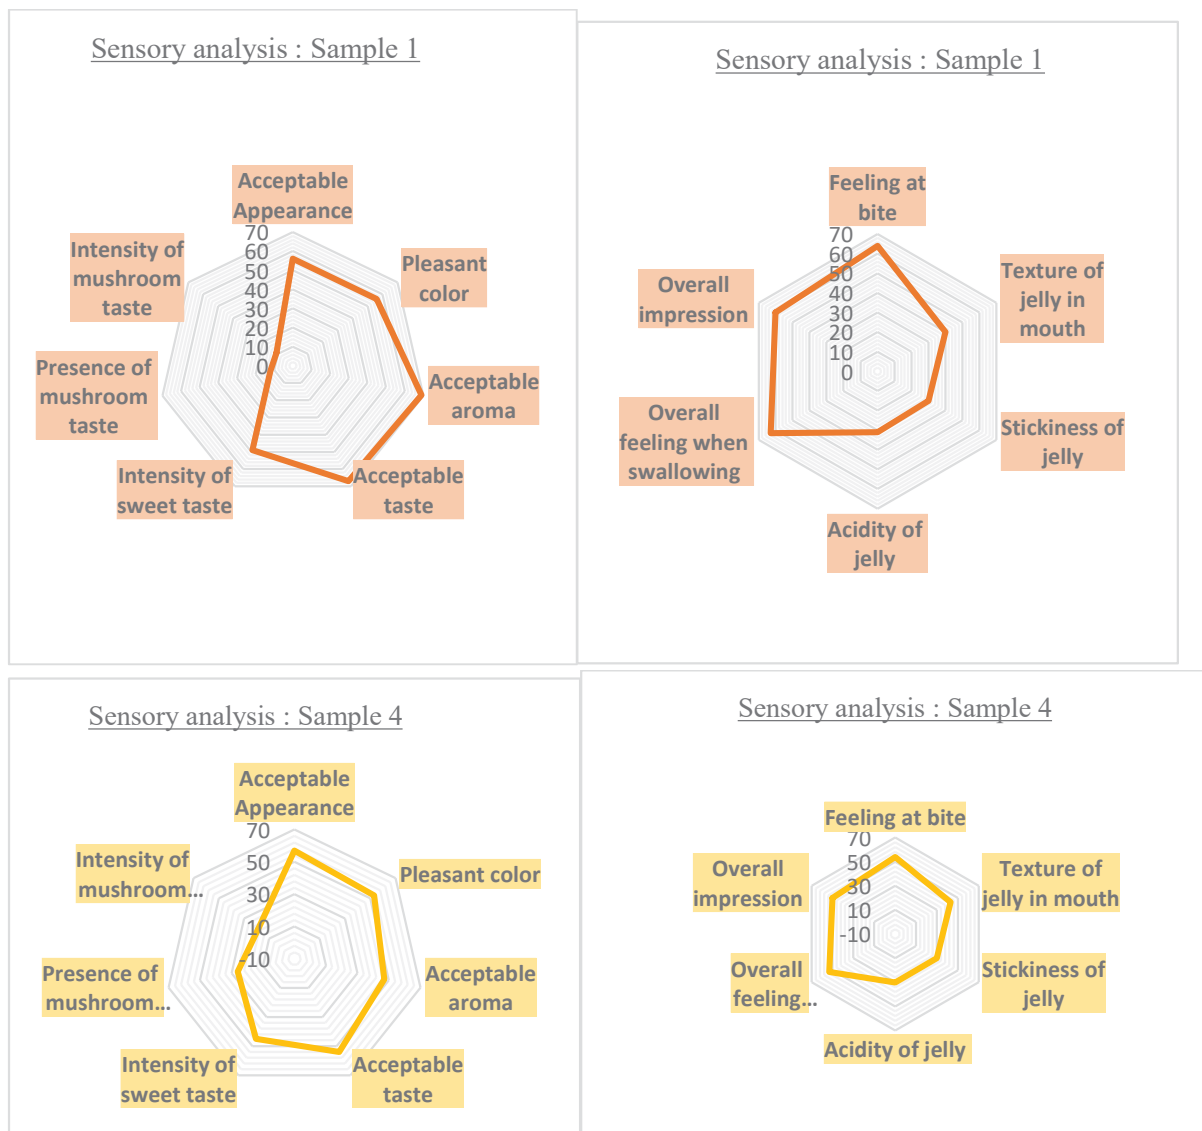 Sensory analysis : Sample 1
Acceptable
Appearance
Pleasant
color
Acceptable
aroma
Acceptable
taste
Intensity of
sweet taste
Presence of
mushroom
taste
Intensity of
mushroom
taste
70
60
50
40
30
20
10
0
Sensory analysis : Sample 1
Feeling at
bite
Texture of
jelly in
mouth
Stickiness of
jelly
Acidity of
jelly
Overall
feeling when
swallowing
Overall
impression
70
60
50
40
30
20
10
0
Sensory analysis : Sample 4
Acceptable
Appearance
Pleasant color
Acceptable
aroma
Acceptable
taste
Intensity of
sweet taste
Presence of
mushroom...
Intensity of
mushroom...
70
50
30
10
-10
Sensory analysis : Sample 4
Feeling at bite
Texture of
jelly in mouth
Stickiness of
jelly
Acidity of jelly
Overall
feeling...
Overall
impression
70
50
30
10
-10